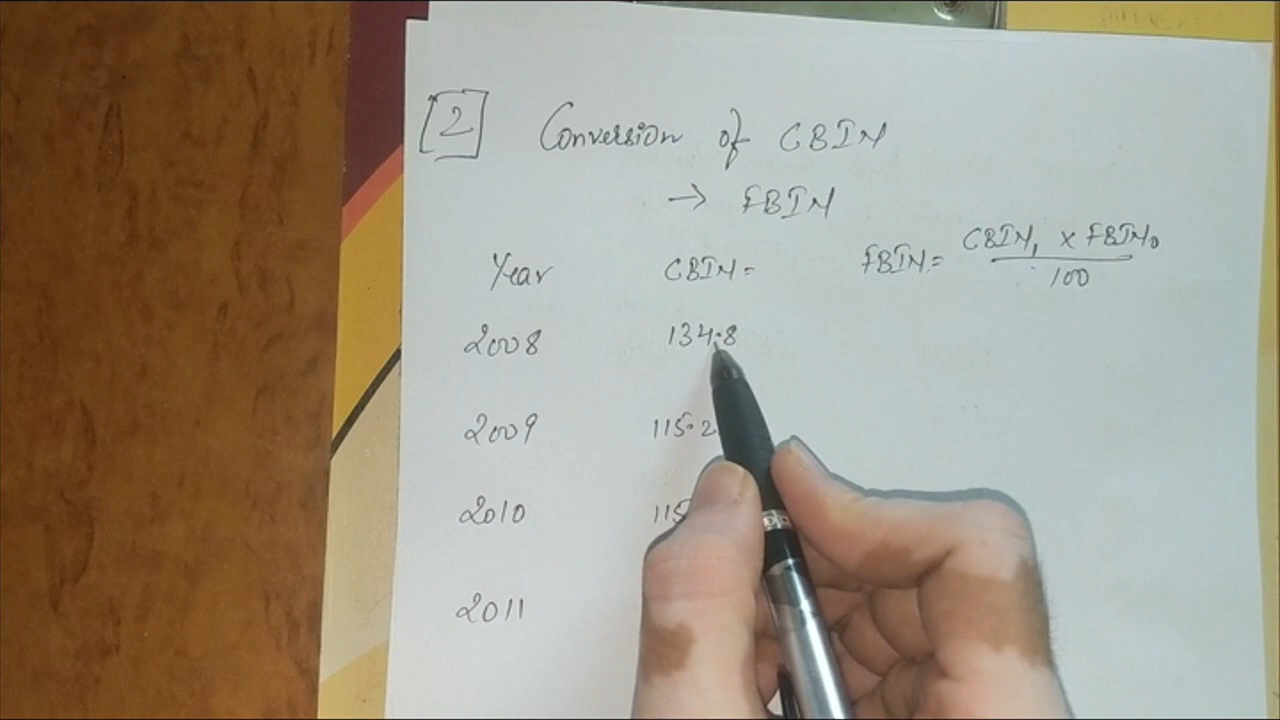 [2] Conversion of CBIN
→ FBIN
Year CBIN = FBIN = CBIN₁ x FBIN₀
100
2008 134.8
2009 115.2
2010 115
2011